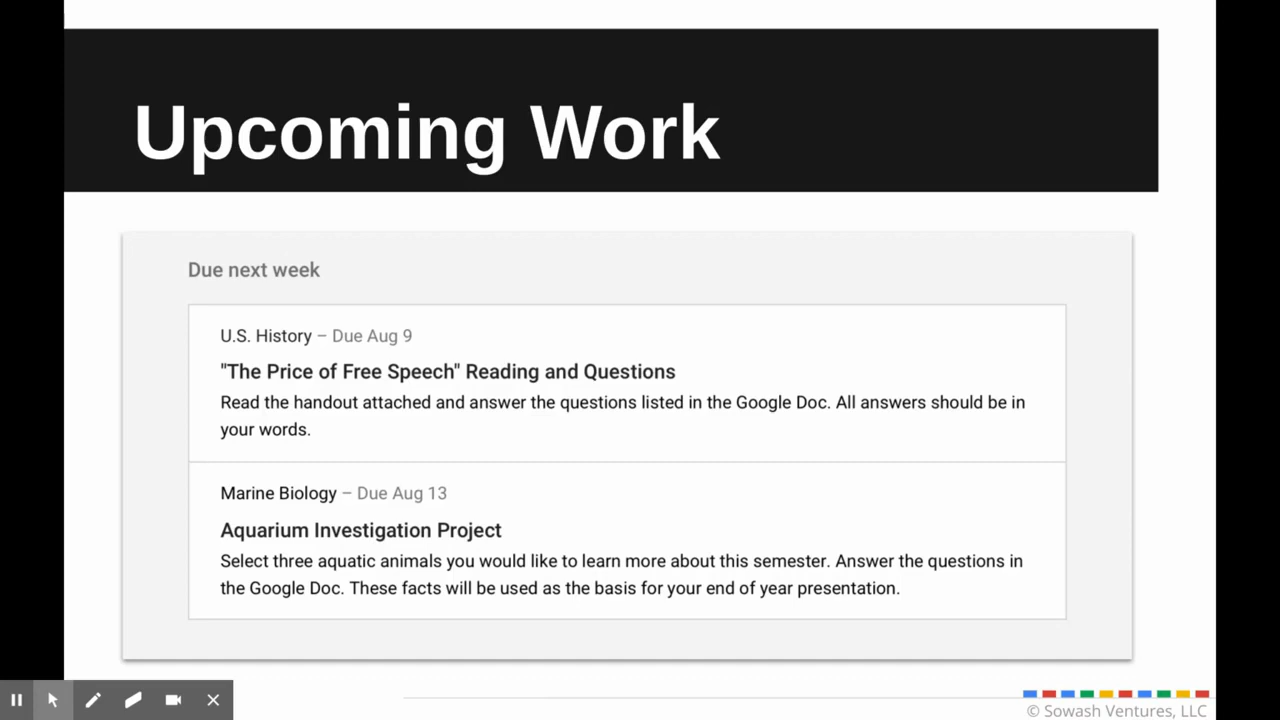 Upcoming Work
Due next week
U.S. History – Due Aug 9
"The Price of Free Speech" Reading and Questions
Read the handout attached and answer the questions listed in the Google Doc. All answers should be in
your words.
Marine Biology – Due Aug 13
Aquarium Investigation Project
Select three aquatic animals you would like to learn more about this semester. Answer the questions in
the Google Doc. These facts will be used as the basis for your end of year presentation.
© Sowash Ventures, LLC